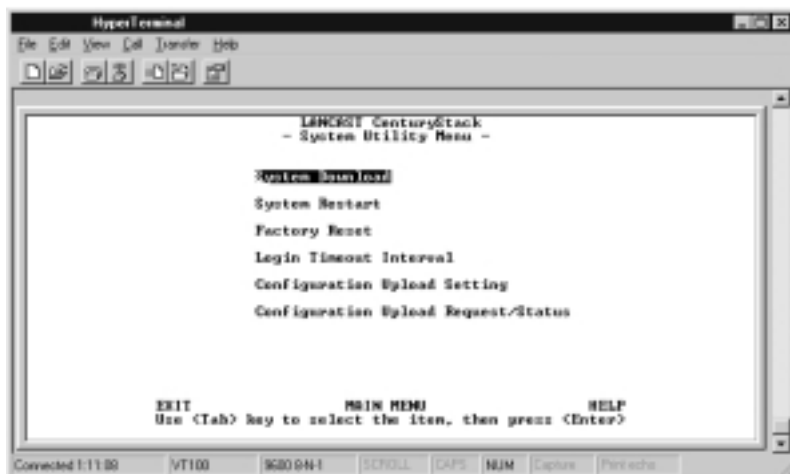 HyperTerminal
File Edit View Call Transfer Help
LANCAST CenturyStack
- System Utility Menu -
System Download
System Restart
Factory Reset
Login Timeout Interval
Configuration Upload Setting
Configuration Upload Request/Status
EXIT MAIN MENU HELP
Use <Tab> key to select the item, then press <Enter>
Connected 1:11:08 VT100 9600 8-N-1 SCROLL CAPS NUM Capture Print echo